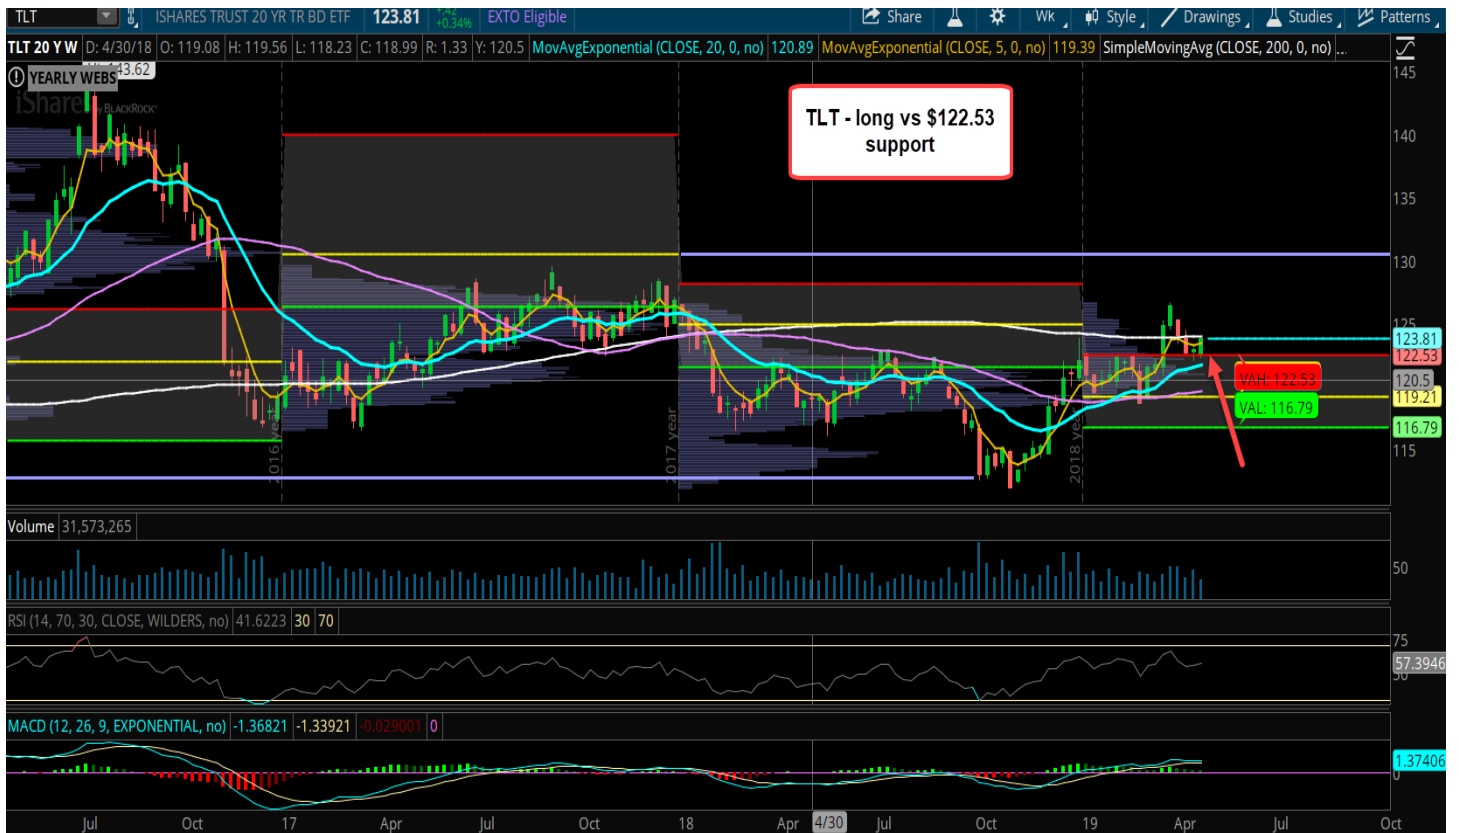 TLT
ISHARES TRUST 20 YR TR BD ETF
123.81
+.42
+0.34%
EXTO Eligible
Share
Wk
Style
Drawings
Studies
Patterns
TLT 20 Y W D: 4/30/18 O: 119.08 H: 119.56 L: 118.23 C: 118.99 R: 1.33 Y: 120.5 MovAvgExponential (CLOSE, 20, 0, no) 120.89 MovAvgExponential (CLOSE, 5, 0, no) 119.39 SimpleMovingAvg (CLOSE, 200, 0, no) ...
143.62
YEARLY WEBS
iShares
by BLACKROCK
TLT - long vs $122.53
support
145
140
135
130
125
123.81
122.53
120.5
119.21
116.79
115
VAH: 122.53
VAL: 116.79
2016 year
2017 year
2018 year
Volume 31,573,265
50
RSI (14, 70, 30, CLOSE, WILDERS, no) 41.6223 30 70
75
57.3946
50
MACD (12, 26, 9, EXPONENTIAL, no) -1.36821 -1.33921 -0.029001 0
1.37406
0
Jul Oct 17 Apr Jul Oct 18 Apr 4/30 Jul Oct 19 Apr Jul Oct